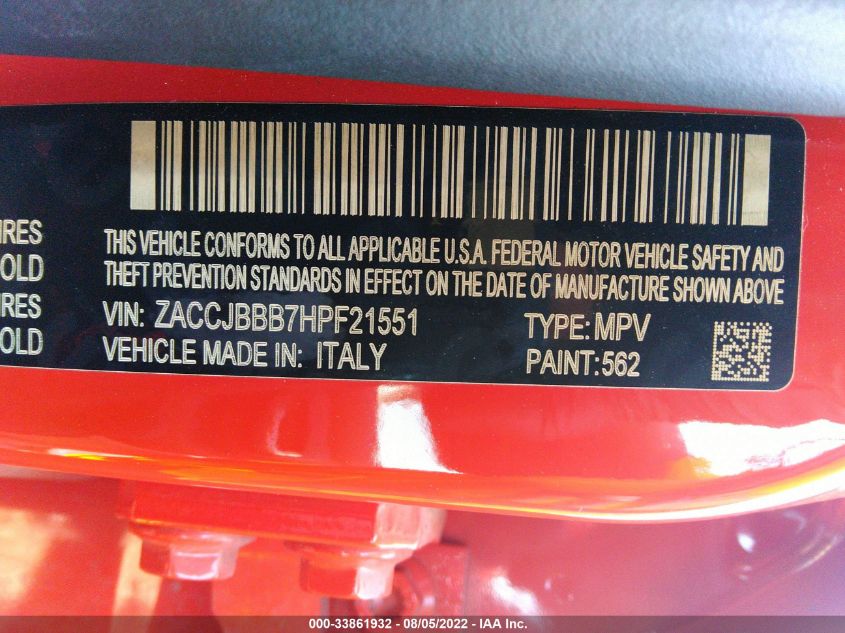 IRES
OLD
IRES
OLD
THIS VEHICLE CONFORMS TO ALL APPLICABLE U.S.A. FEDERAL MOTOR VEHICLE SAFETY AND
THEFT PREVENTION STANDARDS IN EFFECT ON THE DATE OF MANUFACTURE SHOWN ABOVE
VIN: ZACCJBBB7HPF21551 TYPE: MPV
VEHICLE MADE IN: ITALY PAINT:562
000-33861932 - 08/05/2022 - IAA Inc.